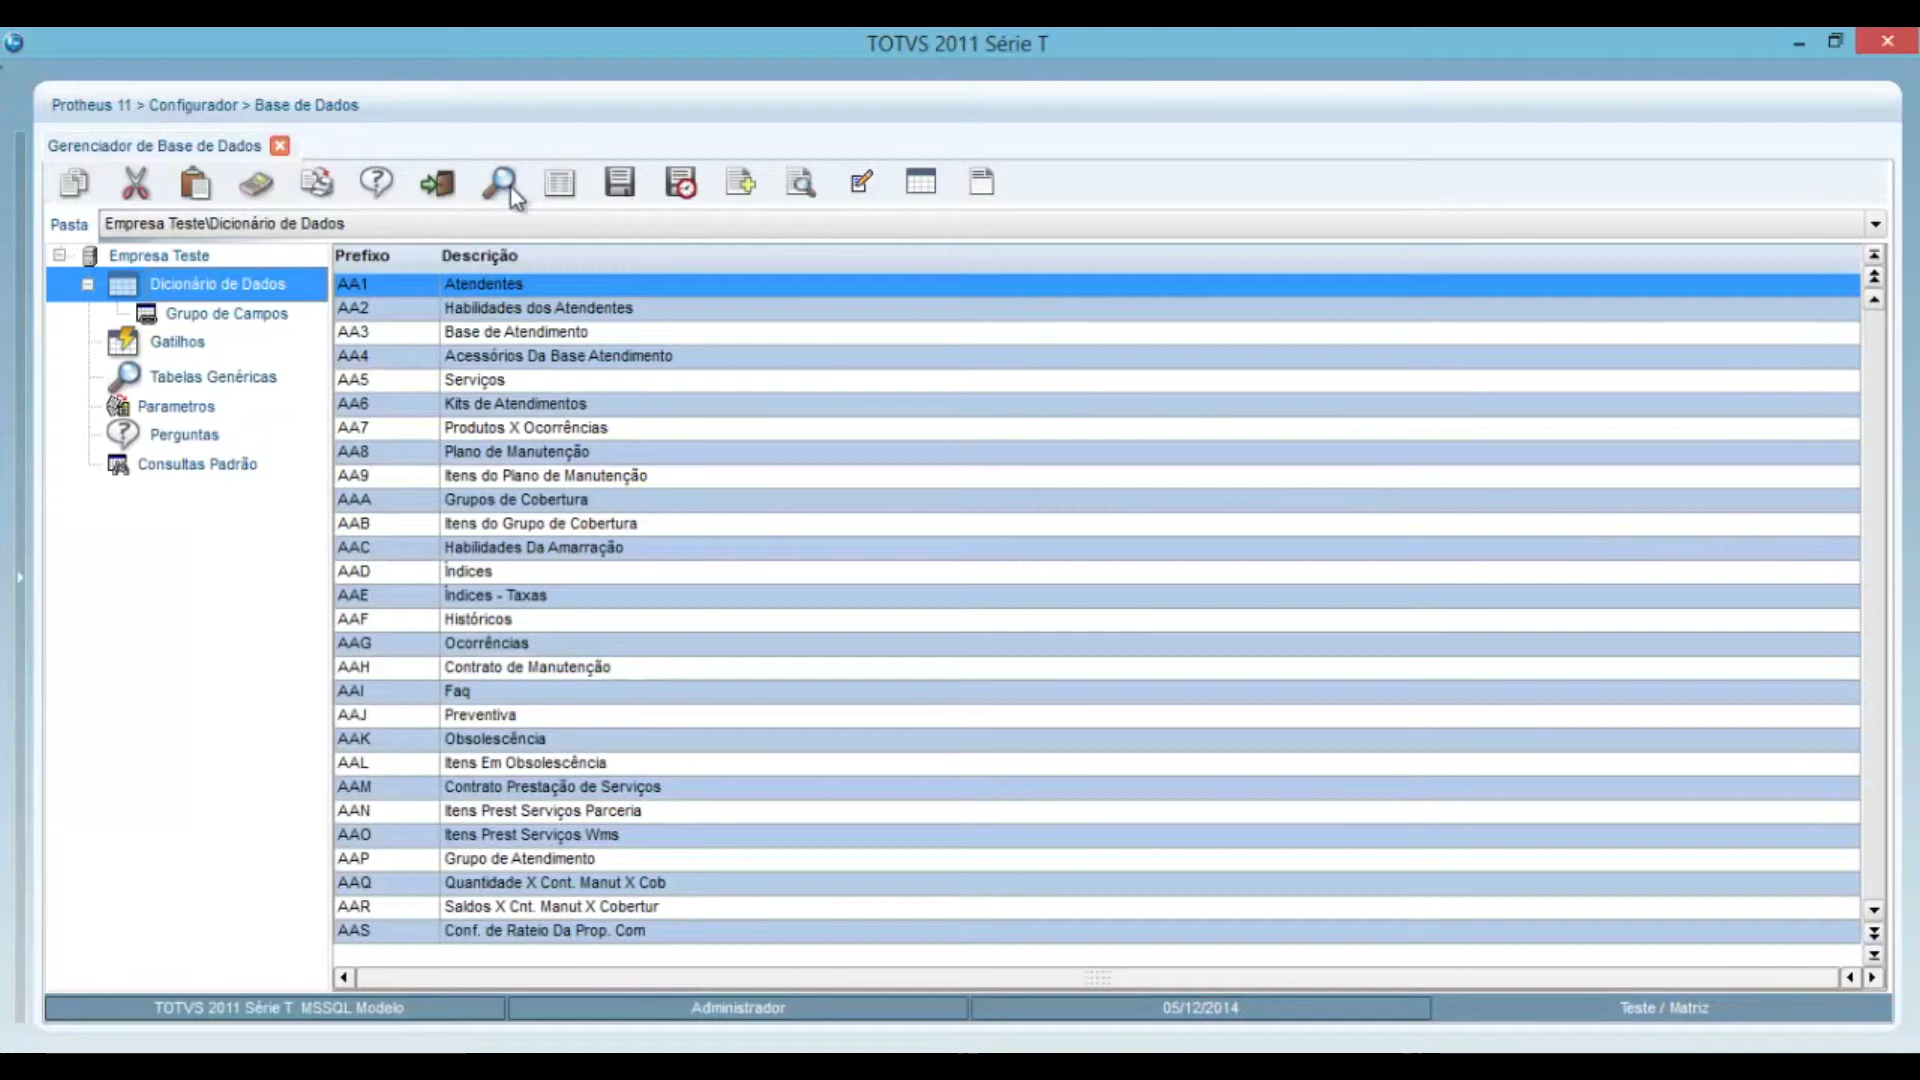 TOTVS 2011 Série T
Protheus 11 > Configurador > Base de Dados
Gerenciador de Base de Dados
Pasta Empresa Teste\Dicionário de Dados
Empresa Teste
Dicionário de Dados
Grupo de Campos
Gatilhos
Tabelas Genéricas
Parametros
Perguntas
Consultas Padrão
Prefixo Descrição
AA1 Atendentes
AA2 Habilidades dos Atendentes
AA3 Base de Atendimento
AA4 Acessórios Da Base Atendimento
AA5 Serviços
AA6 Kits de Atendimentos
AA7 Produtos X Ocorrências
AA8 Plano de Manutenção
AA9 Itens do Plano de Manutenção
AAA Grupos de Cobertura
AAB Itens do Grupo de Cobertura
AAC Habilidades Da Amarração
AAD Índices
AAE Índices - Taxas
AAF Históricos
AAG Ocorrências
AAH Contrato de Manutenção
AAI Faq
AAJ Preventiva
AAK Obsolescência
AAL Itens Em Obsolescência
AAM Contrato Prestação de Serviços
AAN Itens Prest Serviços Parceria
AAO Itens Prest Serviços Wms
AAP Grupo de Atendimento
AAQ Quantidade X Cont. Manut X Cob
AAR Saldos X Cnt. Manut X Cobertur
AAS Conf. de Rateio Da Prop. Com
TOTVS 2011 Série T MSSQL Modelo Administrador 05/12/2014 Teste / Matriz